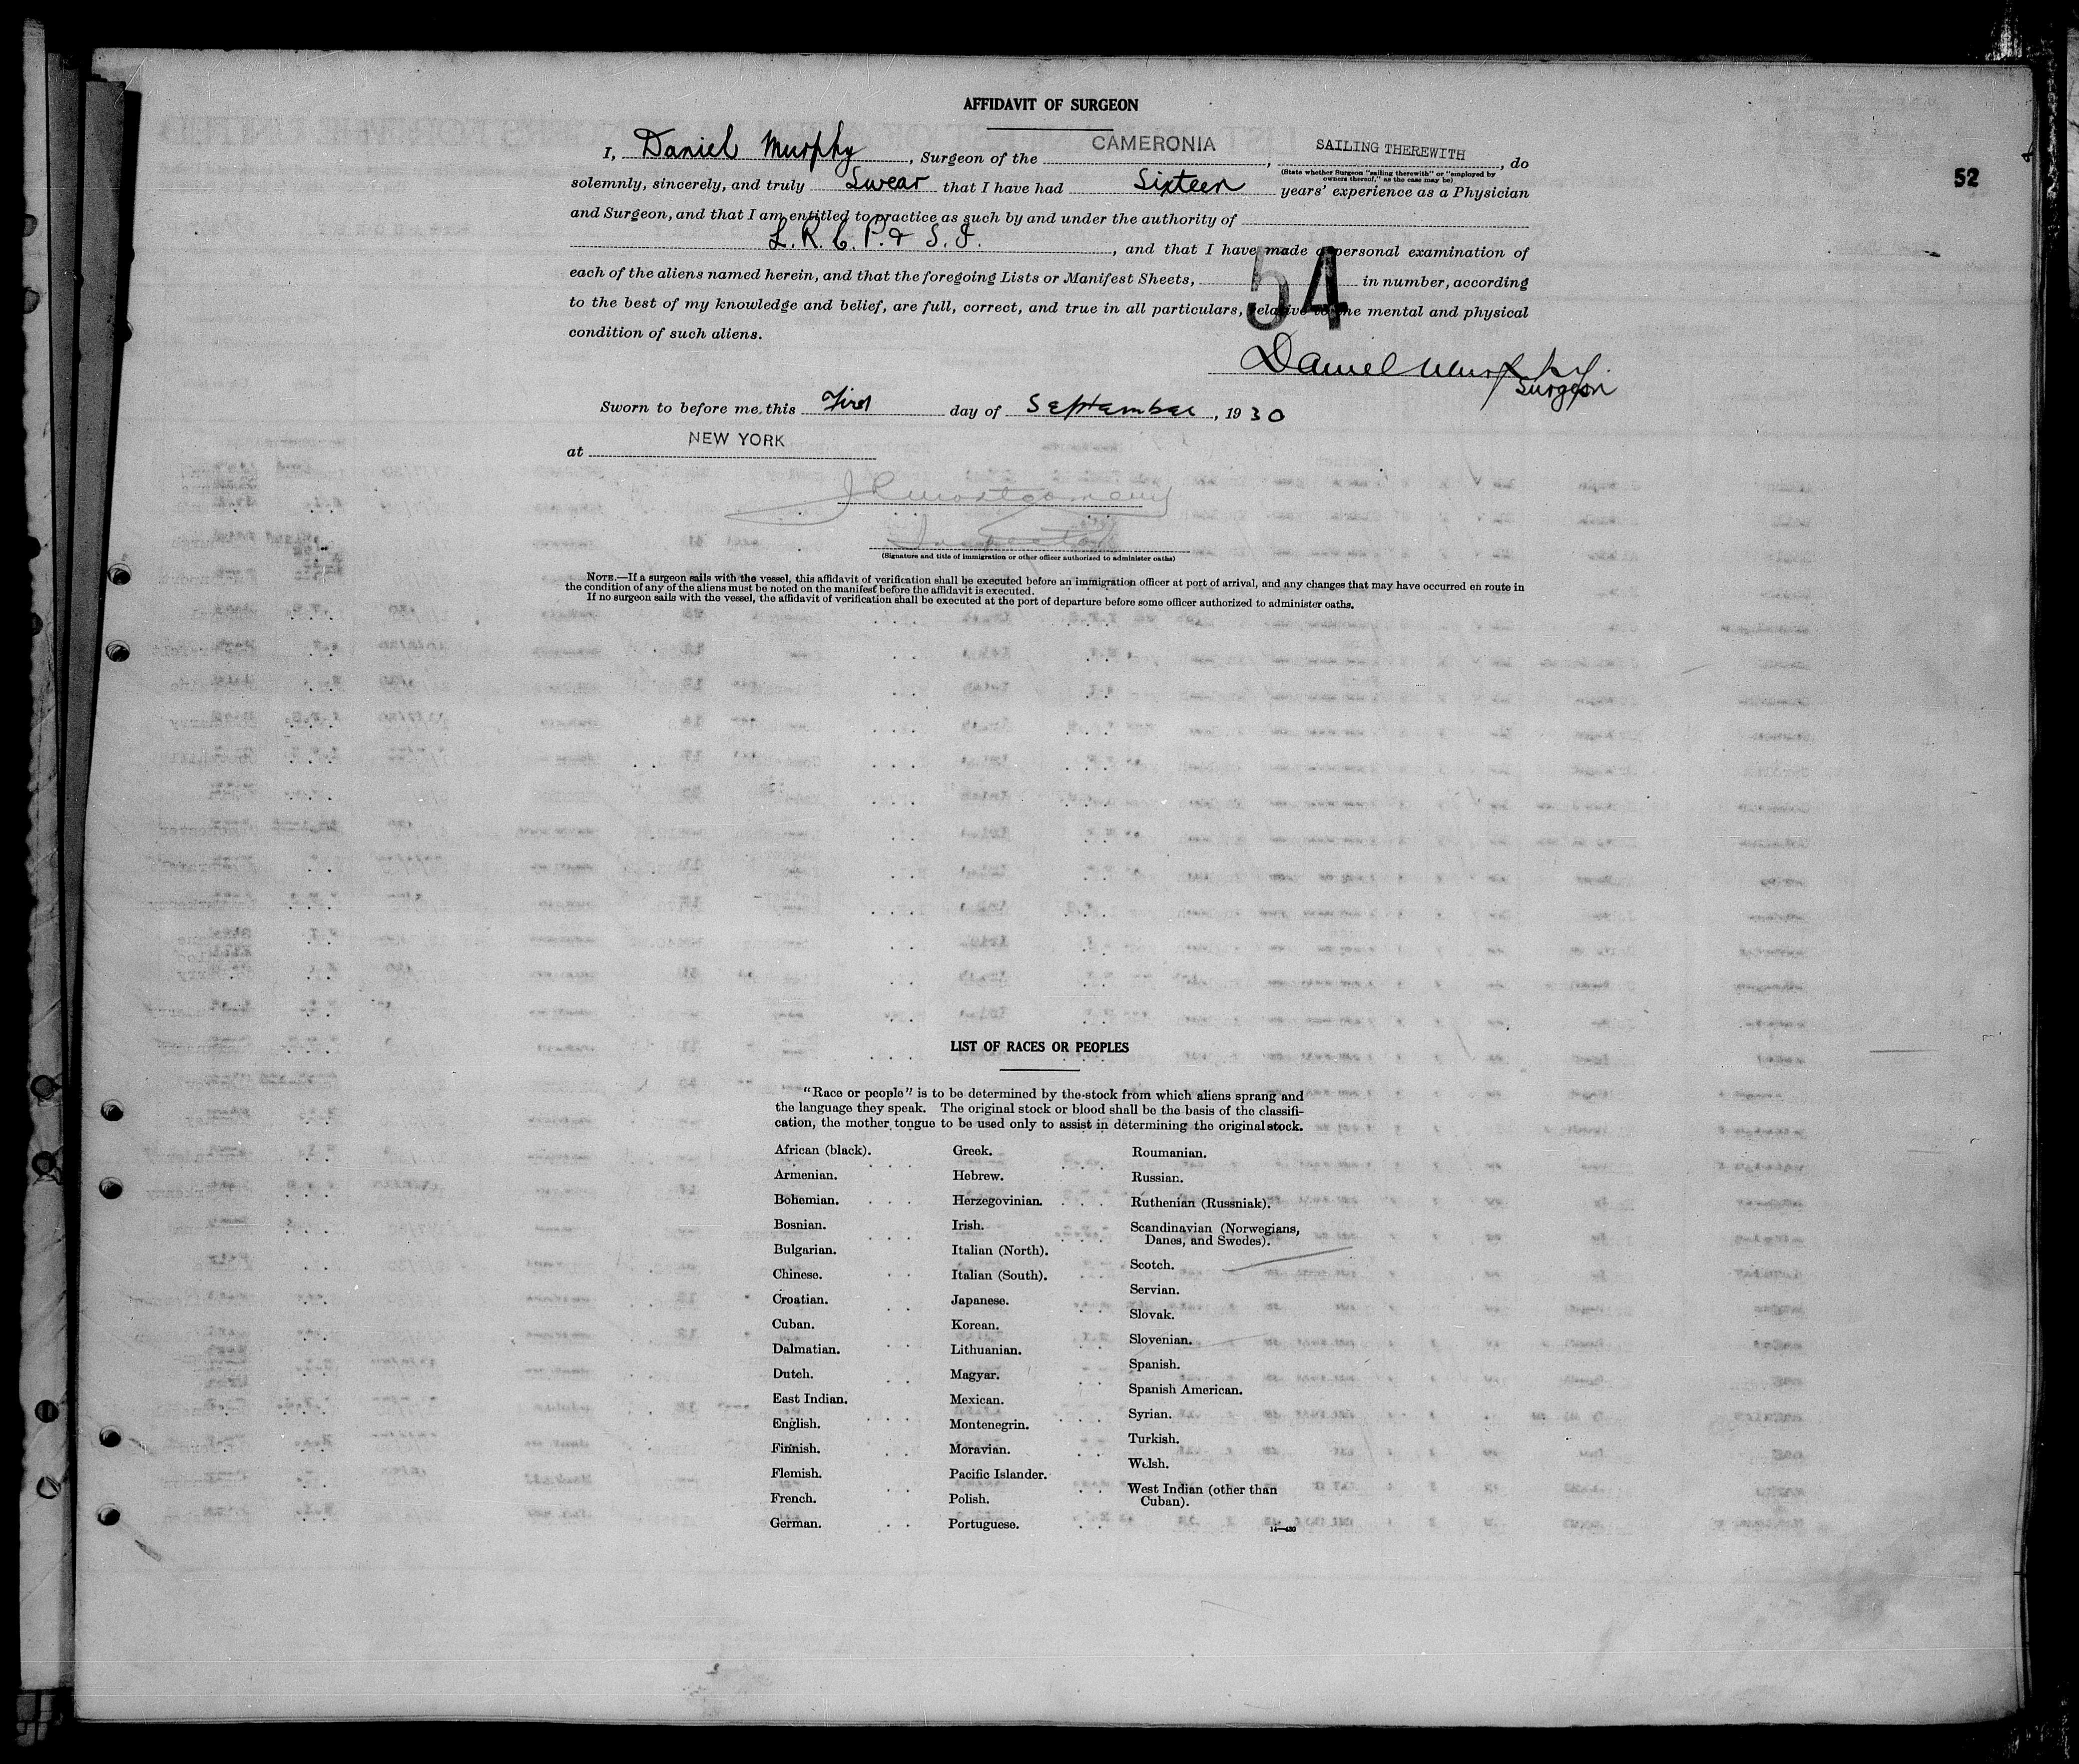 AFFIDAVIT OF SURGEON
I, Daniel Murphy, Surgeon of the CAMERONIA, SAILING THEREWITH, do
(State whether Surgeon "sailing therewith" or "employed by
owners thereof," as the case may be)
52
solemnly, sincerely, and truly Swear that I have had Sixteen years' experience as a Physician
and Surgeon, and that I am entitled to practice as such by and under the authority of
L. R. C. P. & S. I., and that I have made a personal examination of
each of the aliens named herein, and that the foregoing Lists or Manifest Sheets, 54 in number, according
to the best of my knowledge and belief, are full, correct, and true in all particulars, relative to the mental and physical
condition of such aliens.
Daniel Murphy.
Surgeon
Sworn to before me this First day of September, 1930
at NEW YORK
J R Montgomery
Inspector
(Signature and title of immigration or other officer authorized to administer oaths)
NOTE.—If a surgeon sails with the vessel, this affidavit of verification shall be executed before an immigration officer at port of arrival, and any changes that may have occurred en route in
the condition of any of the aliens must be noted on the manifest before the affidavit is executed.
If no surgeon sails with the vessel, the affidavit of verification shall be executed at the port of departure before some officer authorized to administer oaths.
LIST OF RACES OR PEOPLES
"Race or people" is to be determined by the stock from which aliens sprang and
the language they speak. The original stock or blood shall be the basis of the classifi-
cation, the mother tongue to be used only to assist in determining the original stock.
African (black).
Armenian.
Bohemian.
Bosnian.
Bulgarian.
Chinese.
Croatian.
Cuban.
Dalmatian.
Dutch.
East Indian.
English.
Finnish.
Flemish.
French.
German.
Greek.
Hebrew.
Herzegovinian.
Irish.
Italian (North).
Italian (South).
Japanese.
Korean.
Lithuanian.
Magyar.
Mexican.
Montenegrin.
Moravian.
Pacific Islander.
Polish.
Portuguese.
Roumanian.
Russian.
Ruthenian (Russniak).
Scandinavian (Norwegians,
Danes, and Swedes).
Scotch.
Servian.
Slovak.
Slovenian.
Spanish.
Spanish American.
Syrian.
Turkish.
Welsh.
West Indian (other than
Cuban).
14—430